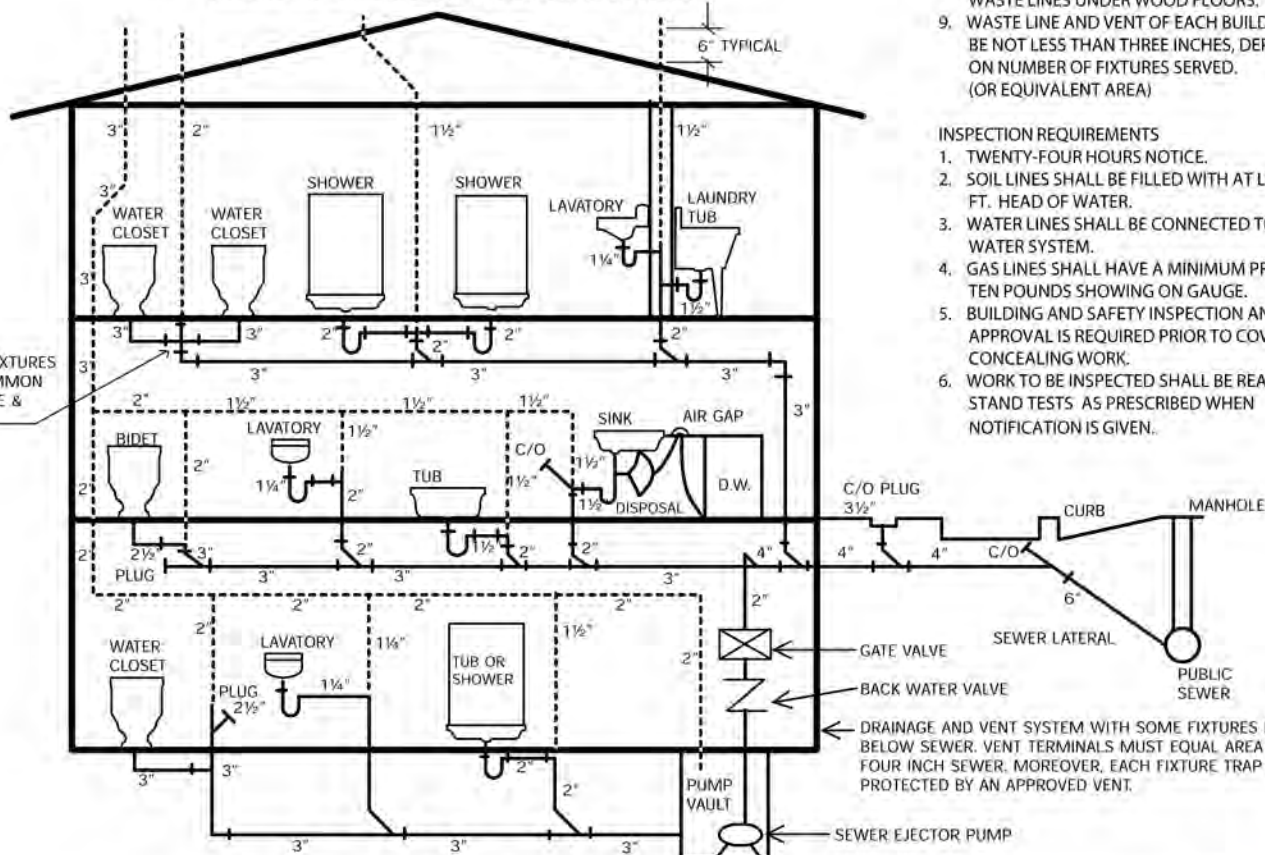 WASTE LINES UNDER WOOD FLOORS.
9. WASTE LINE AND VENT OF EACH BUILD
BE NOT LESS THAN THREE INCHES, DEP
ON NUMBER OF FIXTURES SERVED.
(OR EQUIVALENT AREA)
INSPECTION REQUIREMENTS
1. TWENTY-FOUR HOURS NOTICE.
2. SOIL LINES SHALL BE FILLED WITH AT L
FT. HEAD OF WATER.
3. WATER LINES SHALL BE CONNECTED TO
WATER SYSTEM.
4. GAS LINES SHALL HAVE A MINIMUM PR
TEN POUNDS SHOWING ON GAUGE.
5. BUILDING AND SAFETY INSPECTION AN
APPROVAL IS REQUIRED PRIOR TO COV
CONCEALING WORK.
6. WORK TO BE INSPECTED SHALL BE REA
STAND TESTS AS PRESCRIBED WHEN
NOTIFICATION IS GIVEN.
6" TYPICAL
3" 2" 1½" 1½"
3"
SHOWER SHOWER
WATER
CLOSET
WATER
CLOSET
LAVATORY
LAUNDRY
TUB
1¼"
3"
1½"
3" 3" 2" 2" 2" 2"
IXTURES
MMON
E &
3"
3" 3" 3" 3"
3"
2" 1½" 1½" 1½"
BIDET
LAVATORY
1½"
SINK
AIR GAP
C/O
1½"
2"
1¼"
2"
TUB
1½"
1½"
DISPOSAL
D.W.
2"
C/O PLUG
3½"
CURB
MANHOLE
2½" 3" 2" 1½" 2" 2" 4" 4" 4" C/O
2"
PLUG
3" 3" 3"
6"
2" 2" 2" 2" 2"
2"
WATER
CLOSET
LAVATORY
1⅛"
TUB OR
SHOWER
1½"
2"
PLUG
2½"
1¼"
SEWER LATERAL
GATE VALVE
PUBLIC
SEWER
BACK WATER VALVE
DRAINAGE AND VENT SYSTEM WITH SOME FIXTURES
BELOW SEWER. VENT TERMINALS MUST EQUAL AREA
FOUR INCH SEWER. MOREOVER, EACH FIXTURE TRAP
PROTECTED BY AN APPROVED VENT.
3" 3" 2" 2"
PUMP
VAULT
SEWER EJECTOR PUMP
3" 3" 3"